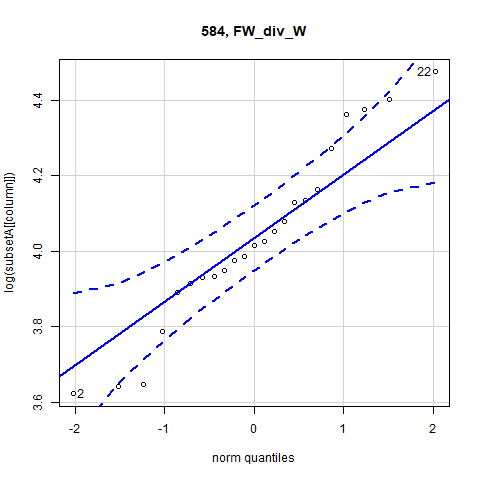 584, FW_div_W
log(subsetA[[column]])
4.4
4.2
4.0
3.8
3.6
22
2
-2 -1 0 1 2
norm quantiles